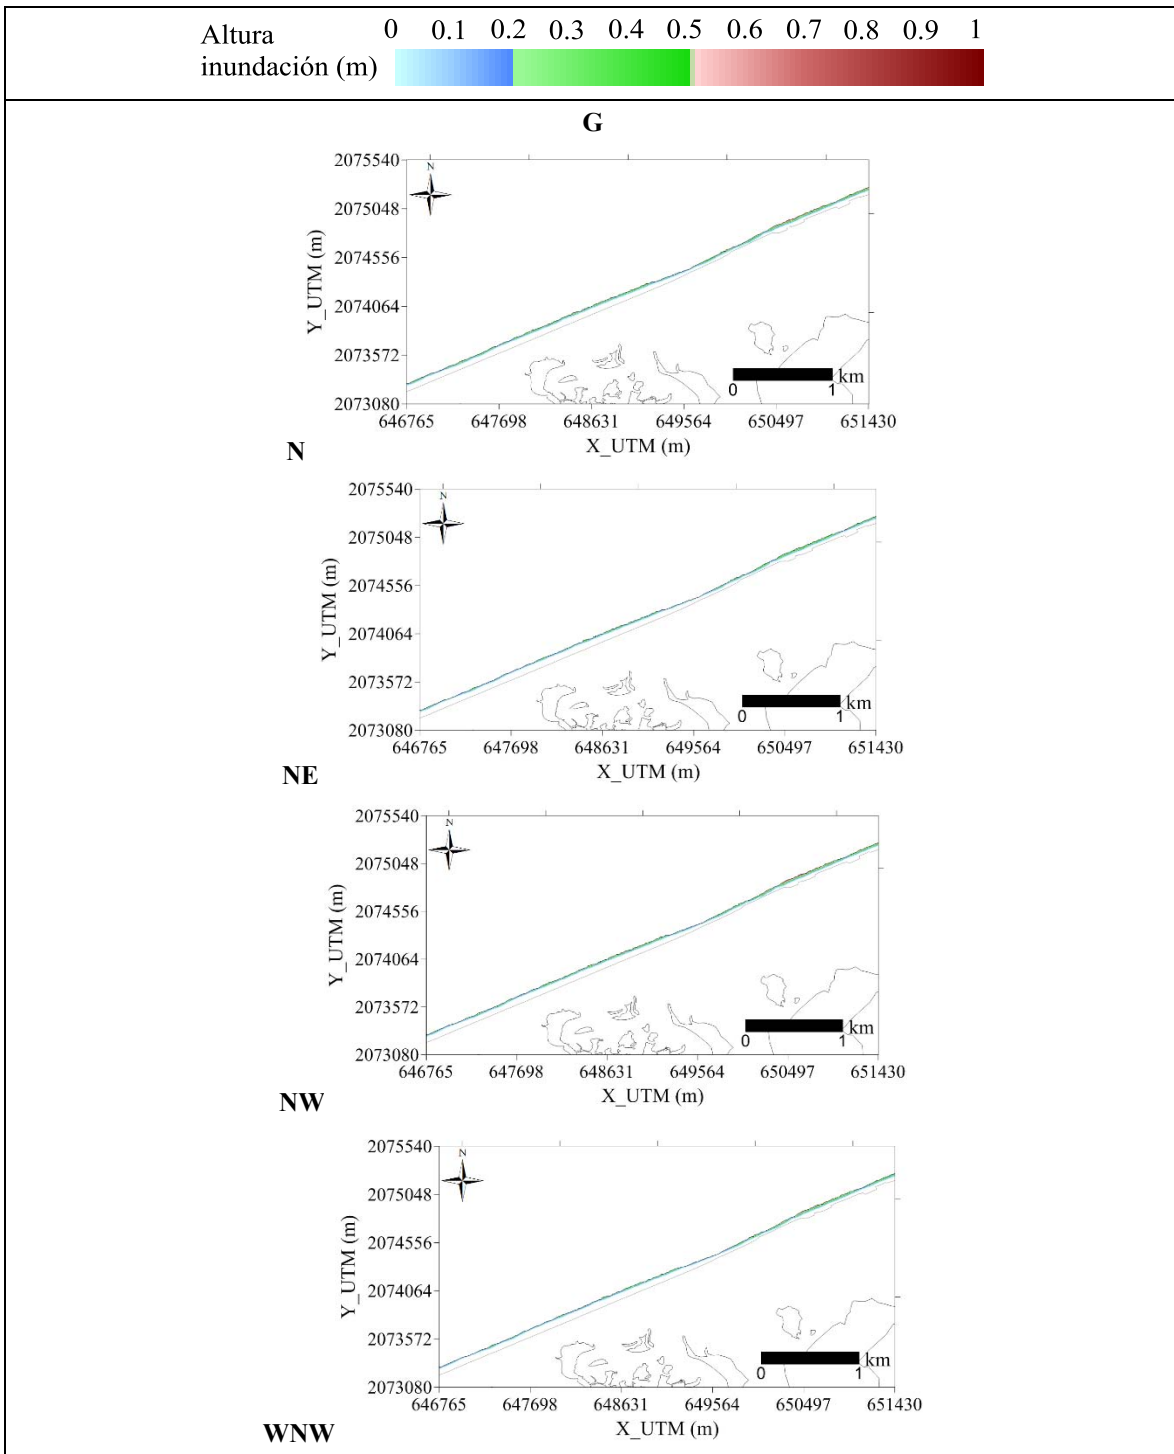 Altura
inundación (m)
0 0.1 0.2 0.3 0.4 0.5 0.6 0.7 0.8 0.9 1
G
N
2075540
2075048
2074556
2074064
2073572
2073080
Y_UTM (m)
km
0 1
646765 647698 648631 649564 650497 651430
X_UTM (m)
N
N
2075540
2075048
2074556
2074064
2073572
2073080
Y_UTM (m)
km
0 1
646765 647698 648631 649564 650497 651430
X_UTM (m)
NE
N
2075540
2075048
2074556
2074064
2073572
2073080
Y_UTM (m)
km
0 1
646765 647698 648631 649564 650497 651430
X_UTM (m)
NW
N
2075540
2075048
2074556
2074064
2073572
2073080
Y_UTM (m)
km
0 1
646765 647698 648631 649564 650497 651430
X_UTM (m)
WNW